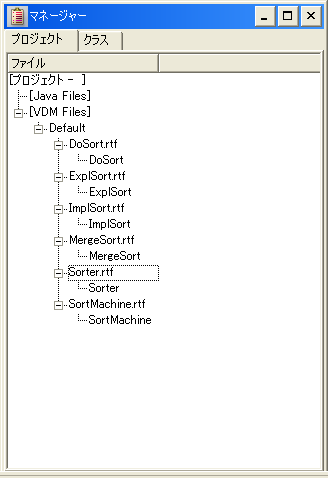 マネージャー
プロジェクト クラス
ファイル
[プロジェクト - ]
[Java Files]
[VDM Files]
Default
DoSort.rtf
DoSort
ExplSort.rtf
ExplSort
ImplSort.rtf
ImplSort
MergeSort.rtf
MergeSort
Sorter.rtf
Sorter
SortMachine.rtf
SortMachine